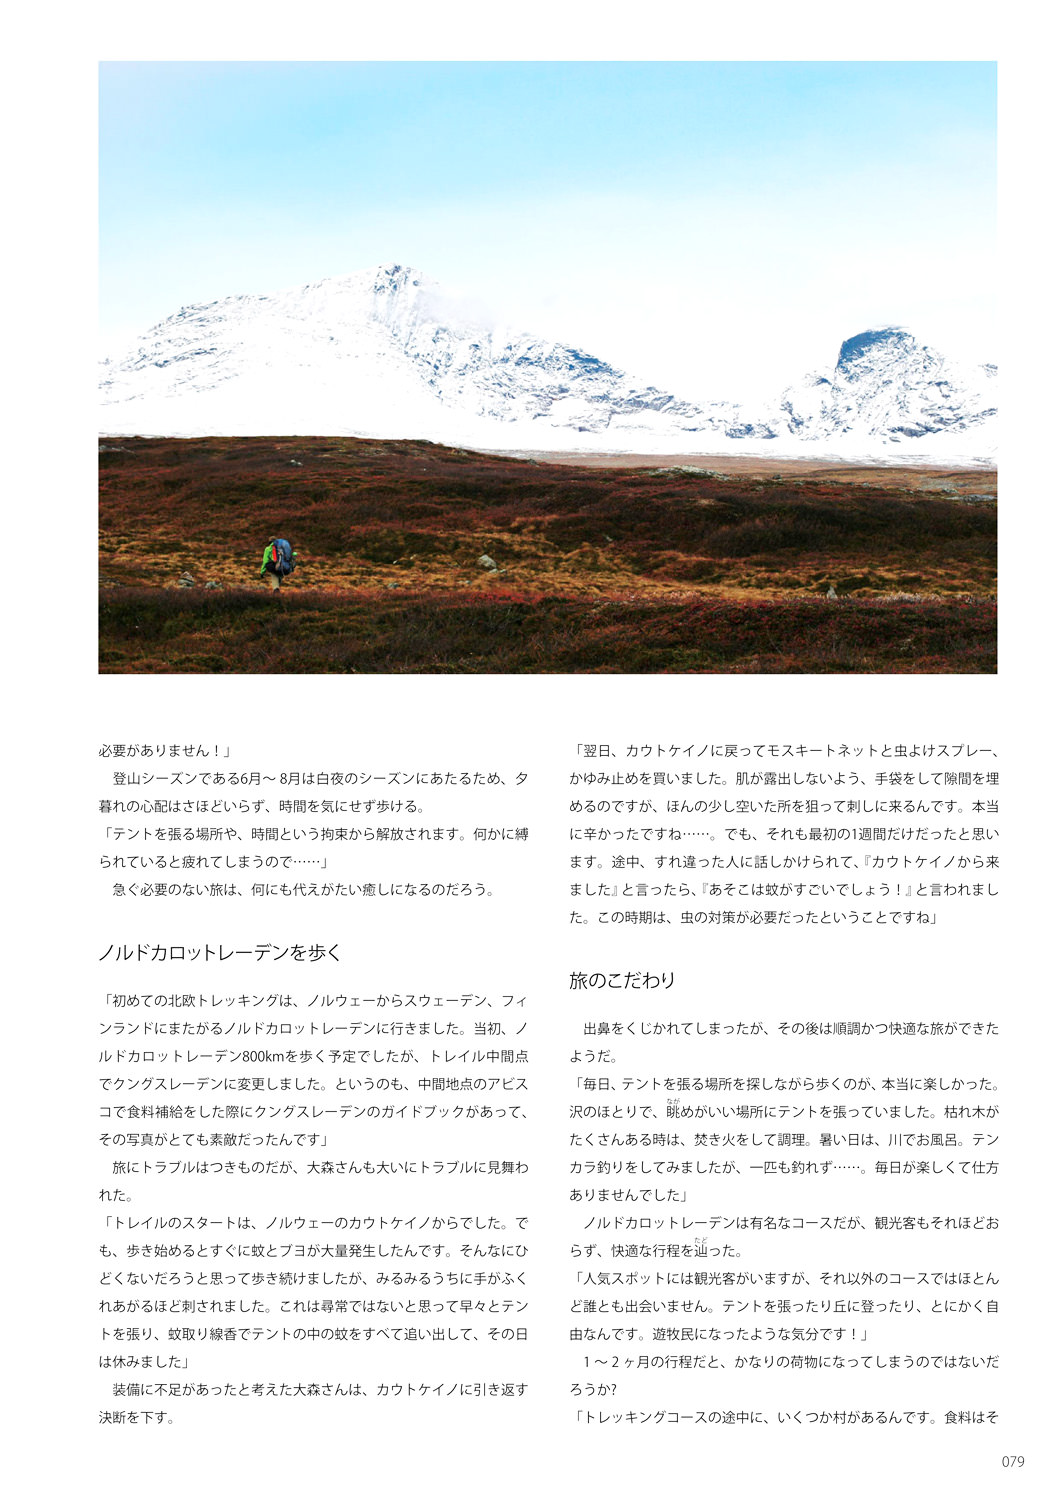 必要がありません！」
　登山シーズンである6月～8月は白夜のシーズンにあたるため、夕
暮れの心配はさほどいらず、時間を気にせず歩ける。
「テントを張る場所や、時間という拘束から解放されます。何かに縛
られていると疲れてしまうので……」
　急ぐ必要のない旅は、何にも代えがたい癒しになるのだろう。
ノルドカロットレーデンを歩く
「初めての北欧トレッキングは、ノルウェーからスウェーデン、フィ
ンランドにまたがるノルドカロットレーデンに行きました。当初、ノ
ルドカロットレーデン800kmを歩く予定でしたが、トレイル中間点
でクングスレーデンに変更しました。というのも、中間地点のアビス
コで食料補給をした際にクングスレーデンのガイドブックがあって、
その写真がとても素敵だったんです」
　旅にトラブルはつきものだが、大森さんも大いにトラブルに見舞わ
れた。
「トレイルのスタートは、ノルウェーのカウトケイノからでした。で
も、歩き始めるとすぐに蚊とブヨが大量発生したんです。そんなにひ
どくないだろうと思って歩き続けましたが、みるみるうちに手がふく
れあがるほど刺されました。これは尋常ではないと思って早々とテン
トを張り、蚊取り線香でテントの中の蚊をすべて追い出して、その日
は休みました」
　装備に不足があったと考えた大森さんは、カウトケイノに引き返す
決断を下す。
「翌日、カウトケイノに戻ってモスキートネットと虫よけスプレー、
かゆみ止めを買いました。肌が露出しないよう、手袋をして隙間を埋
めるのですが、ほんの少し空いた所を狙って刺しに来るんです。本当
に辛かったですね……。でも、それも最初の1週間だけだったと思い
ます。途中、すれ違った人に話しかけられて、『カウトケイノから来
ました』と言ったら、『あそこは蚊がすごいでしょう！』と言われまし
た。この時期は、虫の対策が必要だったということですね」
旅のこだわり
　出鼻をくじかれてしまったが、その後は順調かつ快適な旅ができた
ようだ。
「毎日、テントを張る場所を探しながら歩くのが、本当に楽しかった。
なが
沢のほとりで、眺めがいい場所にテントを張っていました。枯れ木が
たくさんある時は、焚き火をして調理。暑い日は、川でお風呂。テン
カラ釣りをしてみましたが、一匹も釣れず……。毎日が楽しくて仕方
ありませんでした」
　ノルドカロットレーデンは有名なコースだが、観光客もそれほどお
たど
らず、快適な行程を辿った。
「人気スポットには観光客がいますが、それ以外のコースではほとん
ど誰とも出会いません。テントを張ったり丘に登ったり、とにかく自
由なんです。遊牧民になったような気分です！」
　1～2ヶ月の行程だと、かなりの荷物になってしまうのではないだ
ろうか?
「トレッキングコースの途中に、いくつか村があるんです。食料はそ
079